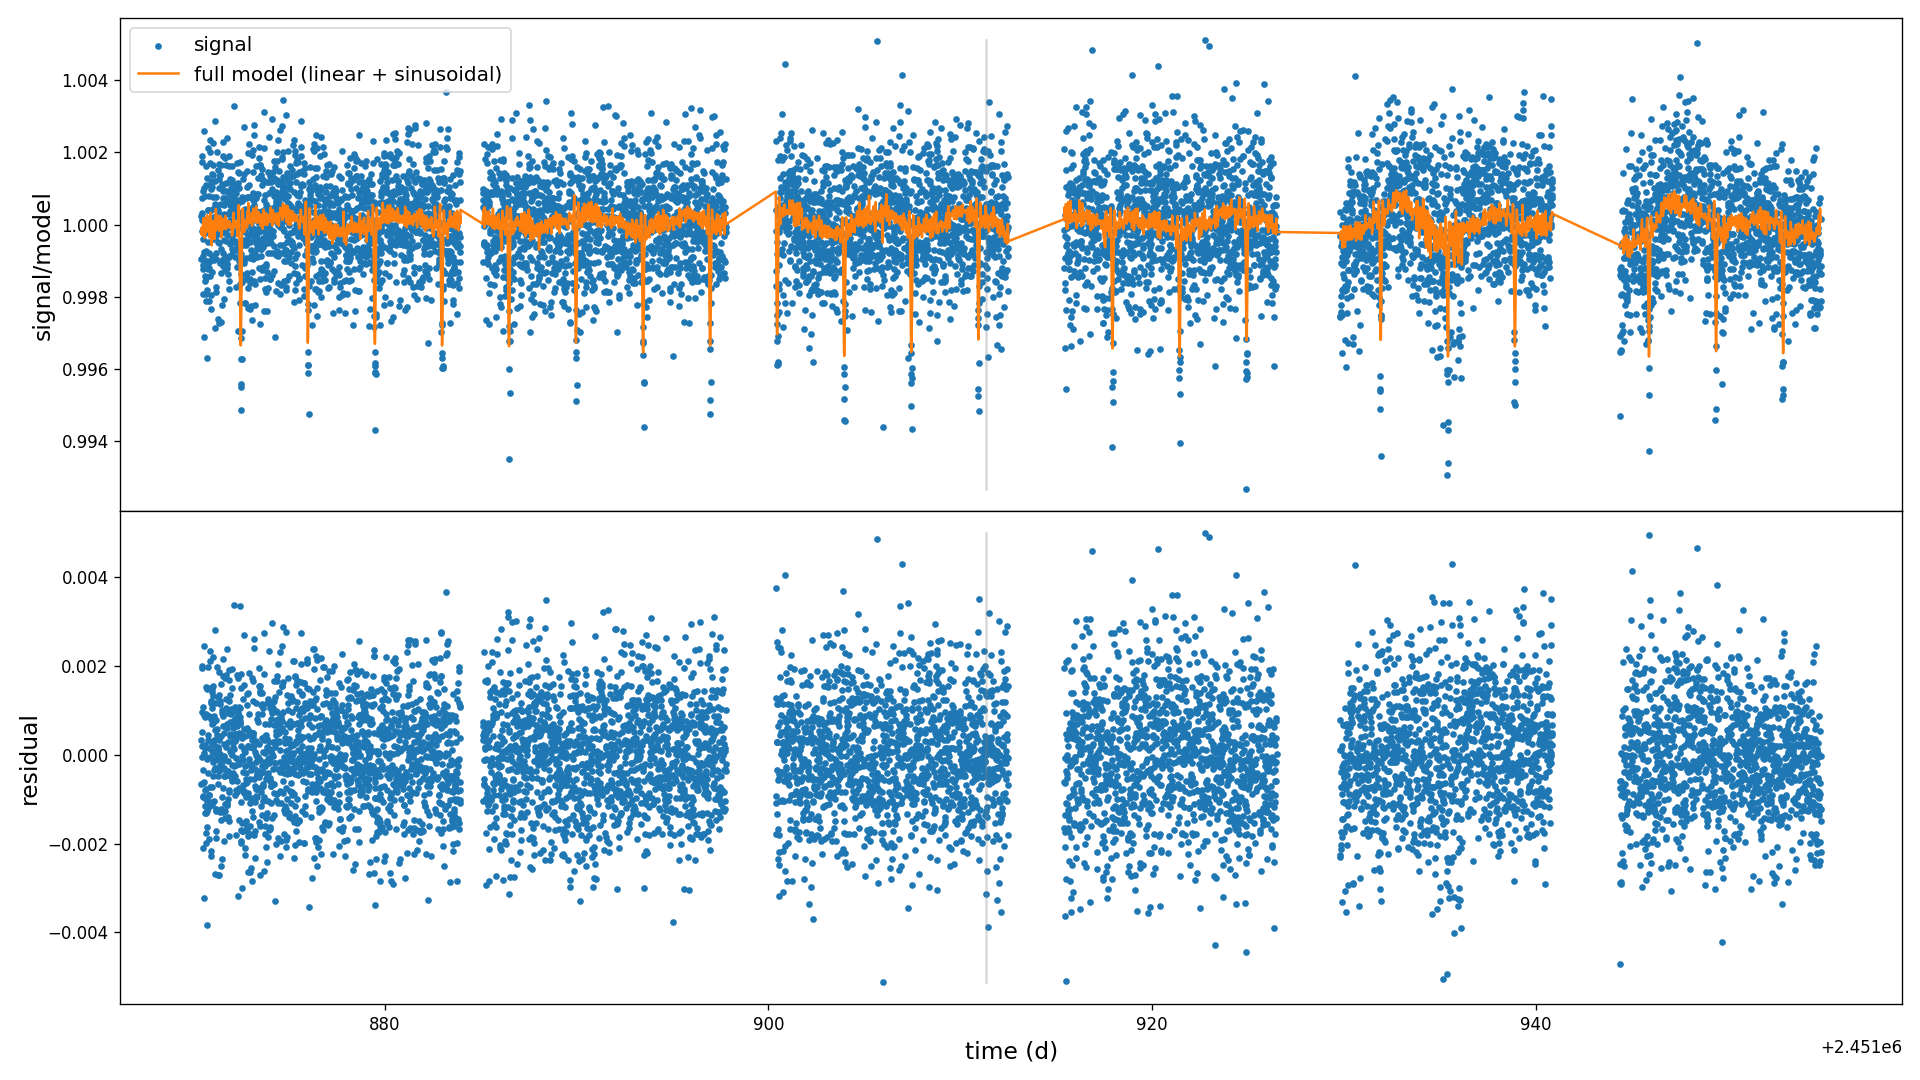 signal
full model (linear + sinusoidal)
signal/model
1.004
1.002
1.000
0.998
0.996
0.994
residual
0.004
0.002
0.000
−0.002
−0.004
880
900
920
940
time (d)
+2.451e6